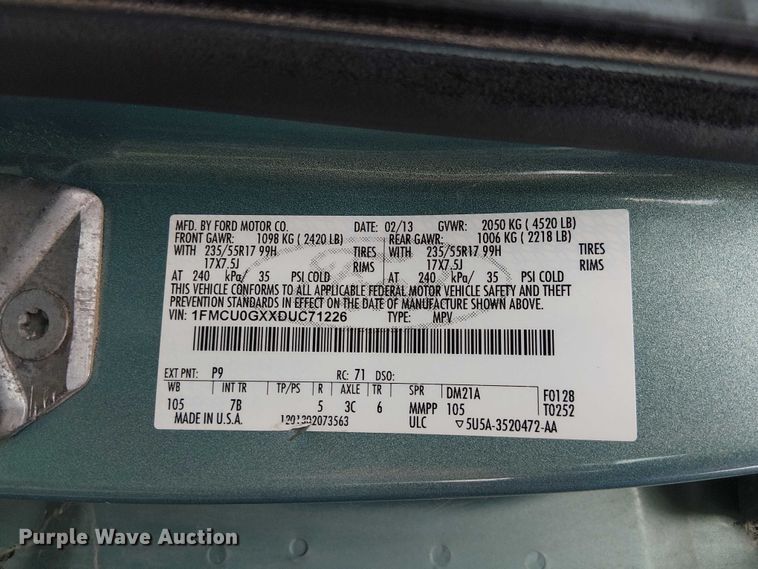 MFD. BY FORD MOTOR CO. DATE: 02/13 GVWR: 2050 KG ( 4520 LB)
FRONT GAWR: 1098 KG ( 2420 LB) REAR GAWR: 1006 KG ( 2218 LB)
WITH 235/55R17 99H TIRES WITH 235/55R17 99H TIRES
17X7.5J RIMS 17X7.5J RIMS
AT 240 kPa/ 35 PSI COLD AT 240 kPa/ 35 PSI COLD
THIS VEHICLE CONFORMS TO ALL APPLICABLE FEDERAL MOTOR VEHICLE SAFETY AND THEFT
PREVENTION STANDARDS IN EFFECT ON THE DATE OF MANUFACTURE SHOWN ABOVE.
VIN: 1FMCU0GXXDUC71226 TYPE: MPV
EXT PNT: P9 RC: 71 DSO:
WB INT TR TP/PS R AXLE TR SPR DM21A F0128
105 7B 5 3C 6 MMPP 105 T0252
MADE IN U.S.A. ULC 5U5A-3520472-AA
Purple Wave Auction